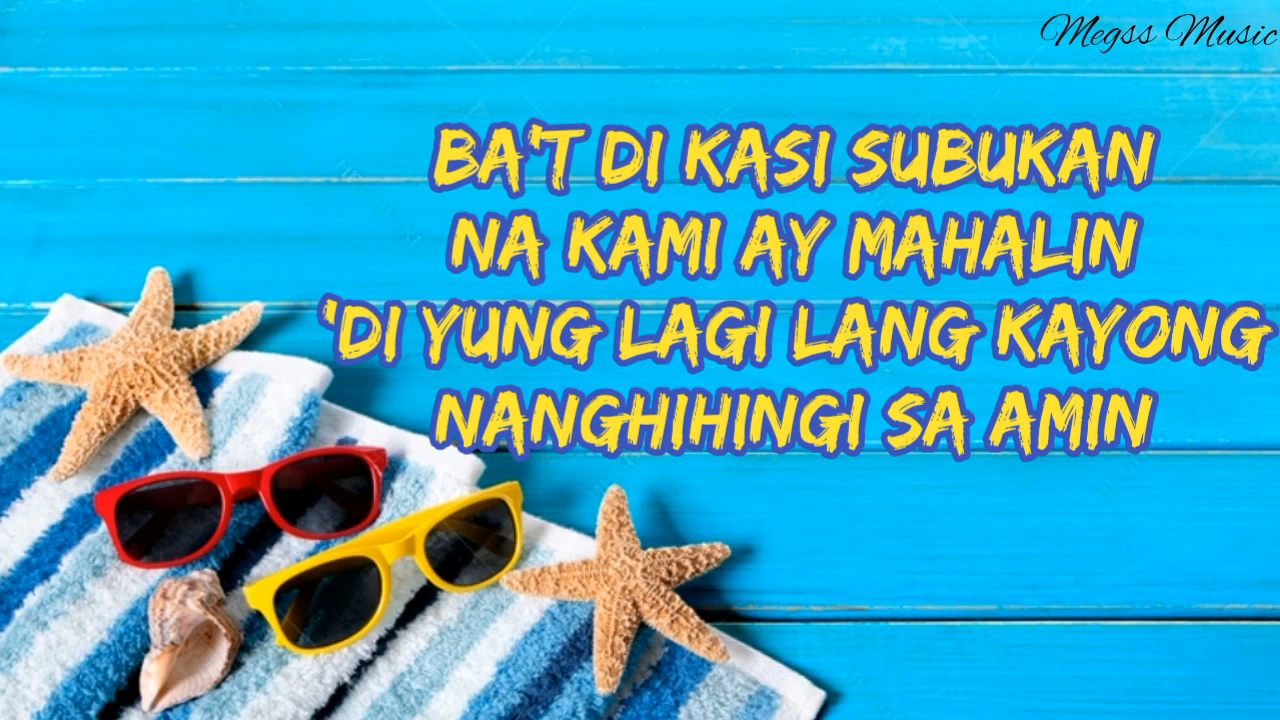 Megss Music
BA'T DI KASI SUBUKAN
NA KAMI AY MAHALIN
'DI YUNG LAGI LANG KAYONG
NANGHIHINGI SA AMIN